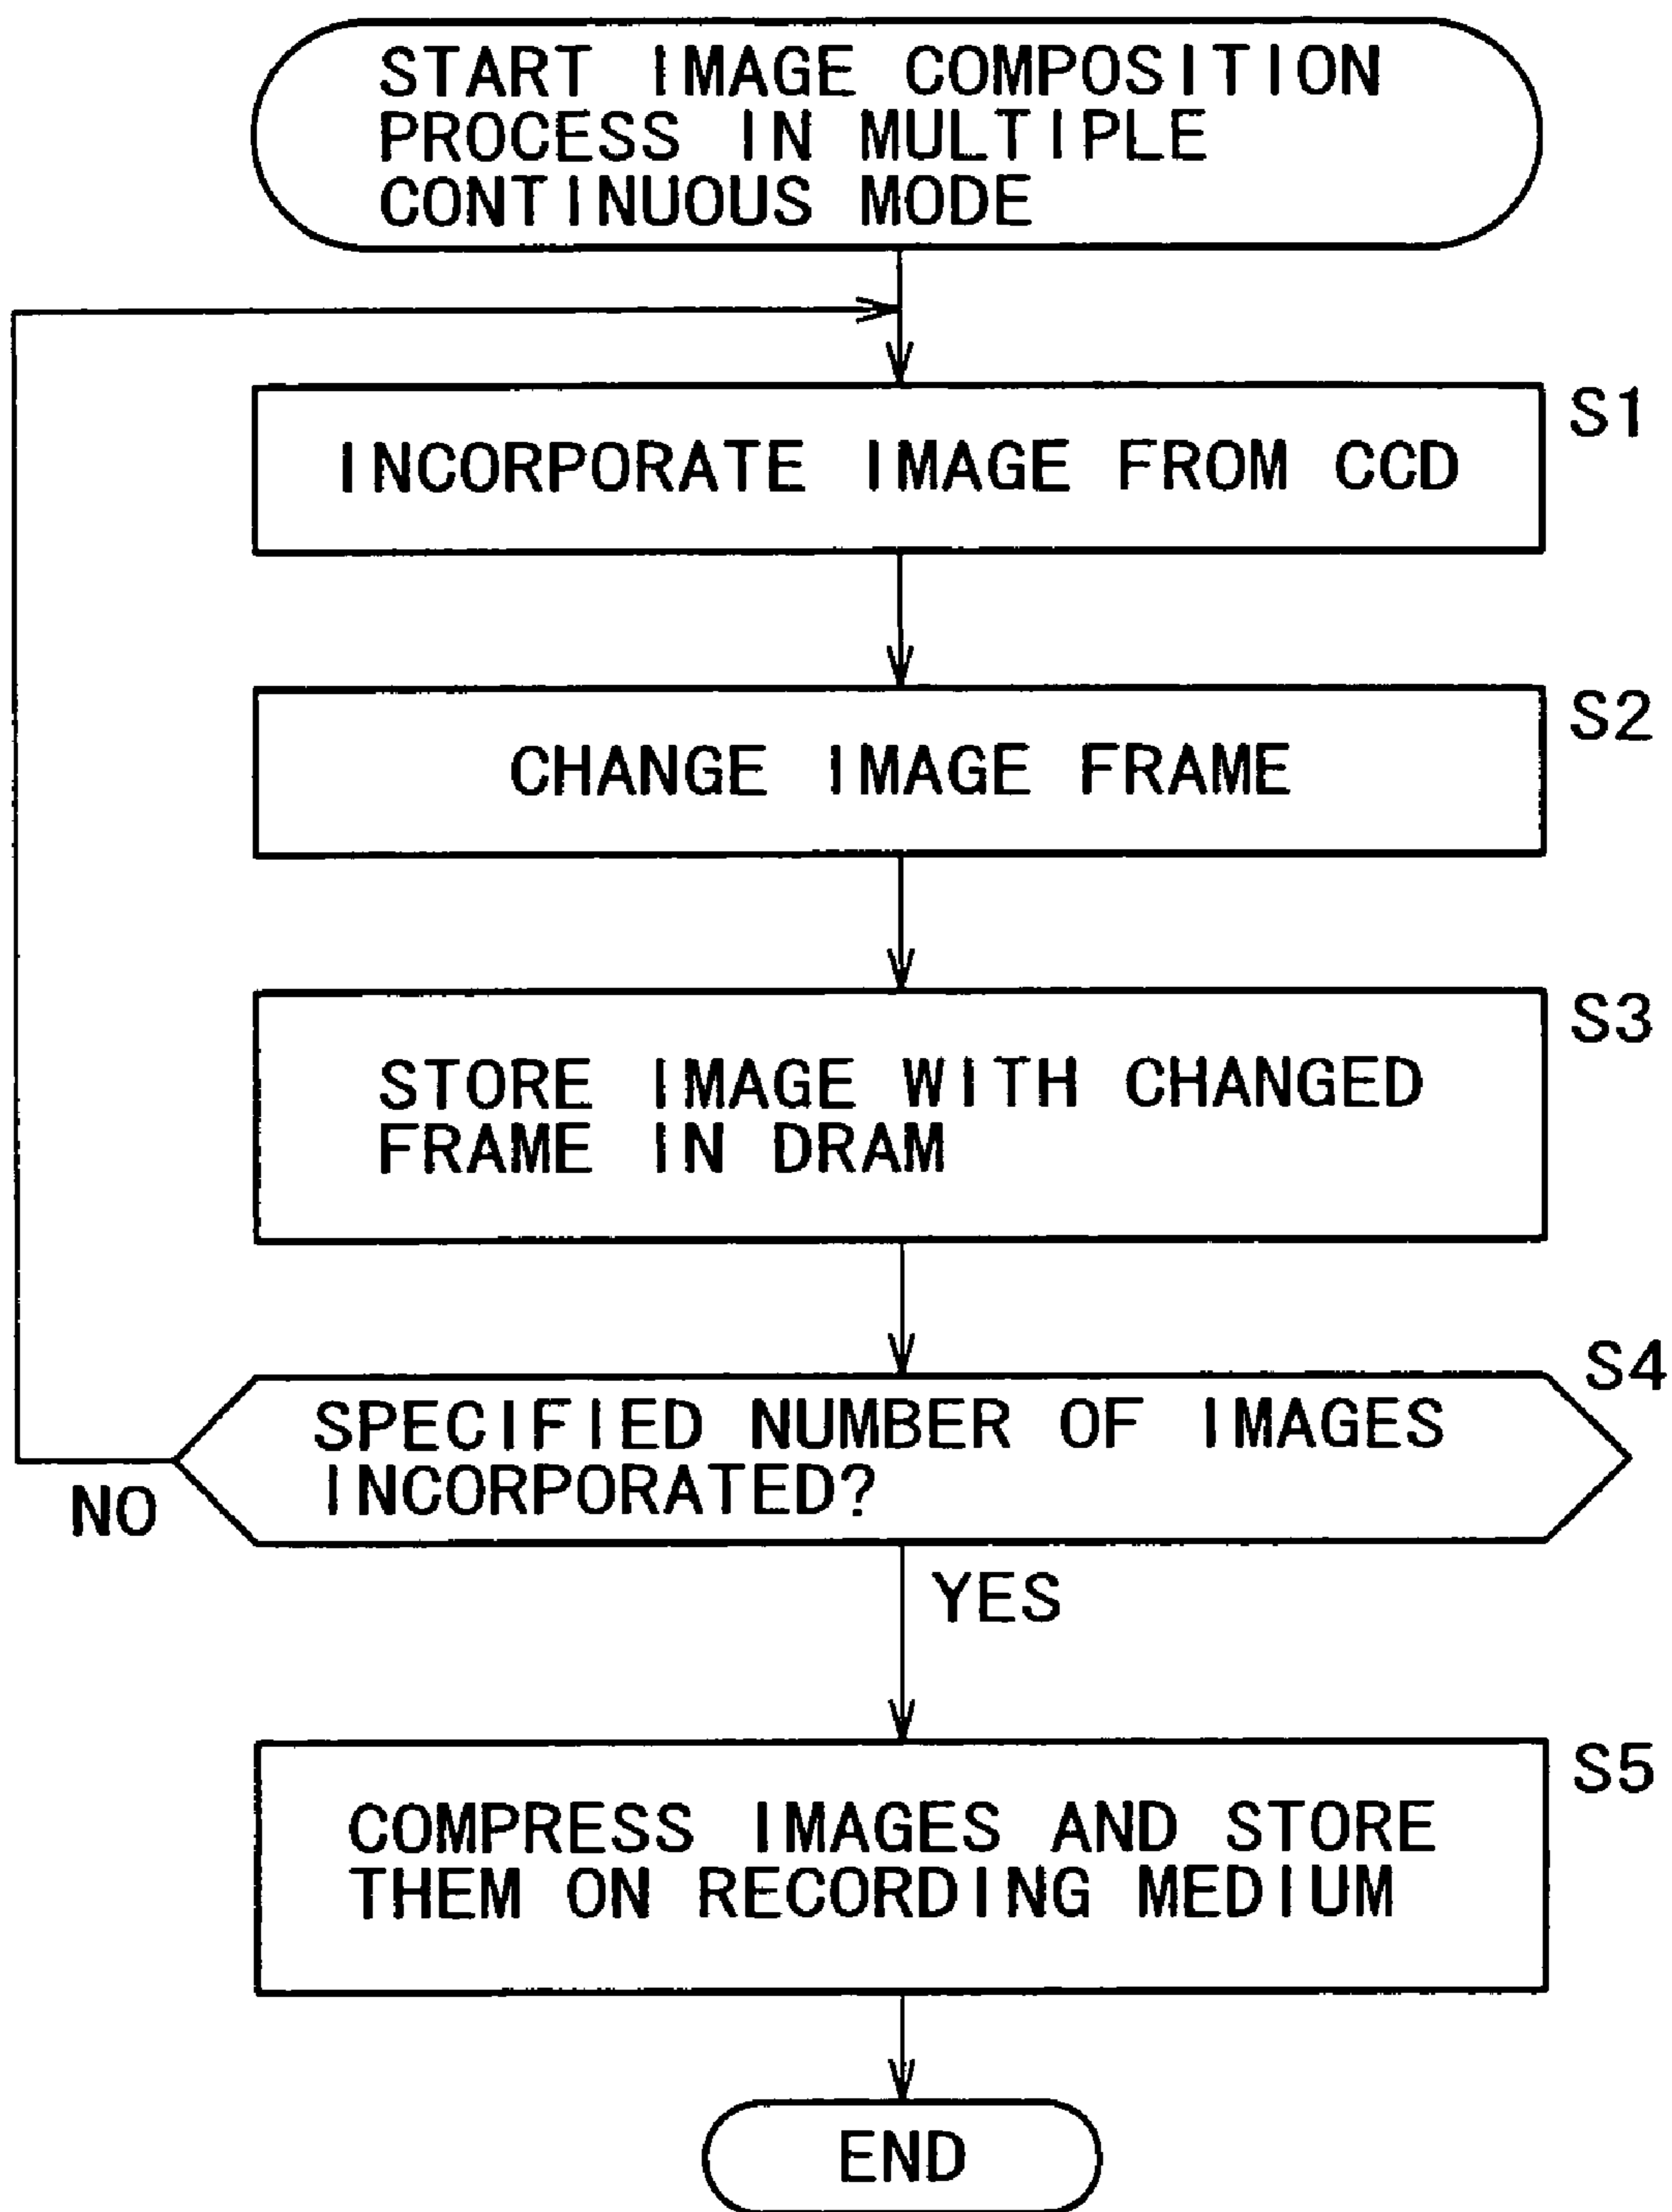 START IMAGE COMPOSITION
PROCESS IN MULTIPLE
CONTINUOUS MODE
S1
INCORPORATE IMAGE FROM CCD
S2
CHANGE IMAGE FRAME
S3
STORE IMAGE WITH CHANGED
FRAME IN DRAM
S4
SPECIFIED NUMBER OF IMAGES
INCORPORATED?
NO
YES
S5
COMPRESS IMAGES AND STORE
THEM ON RECORDING MEDIUM
END